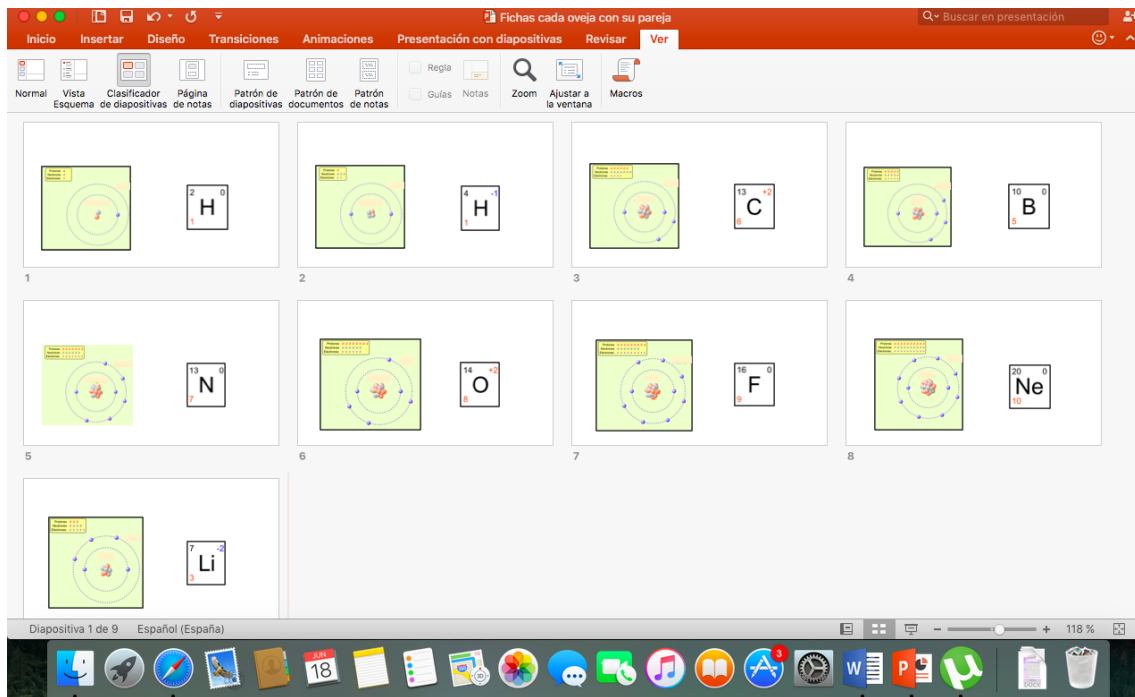 Fichas cada oveja con su pareja
Buscar en presentación
Inicio Insertar Diseño Transiciones Animaciones Presentación con diapositivas Revisar Ver
Normal Vista Esquema Clasificador de diapositivas Página de notas Patrón de diapositivas Patrón de documentos Patrón de notas Regla Guías Notas Zoom Ajustar a la ventana Macros
2 0
H
1
4 -1
H
1
13 +2
C
6
10 0
B
5
1
2
3
4
13 0
N
7
14 +2
O
8
16 0
F
9
20 0
Ne
10
5
6
7
8
7 -2
Li
3
Diapositiva 1 de 9 Español (España) 118 %
JUN
18
3
W
P
DOCX